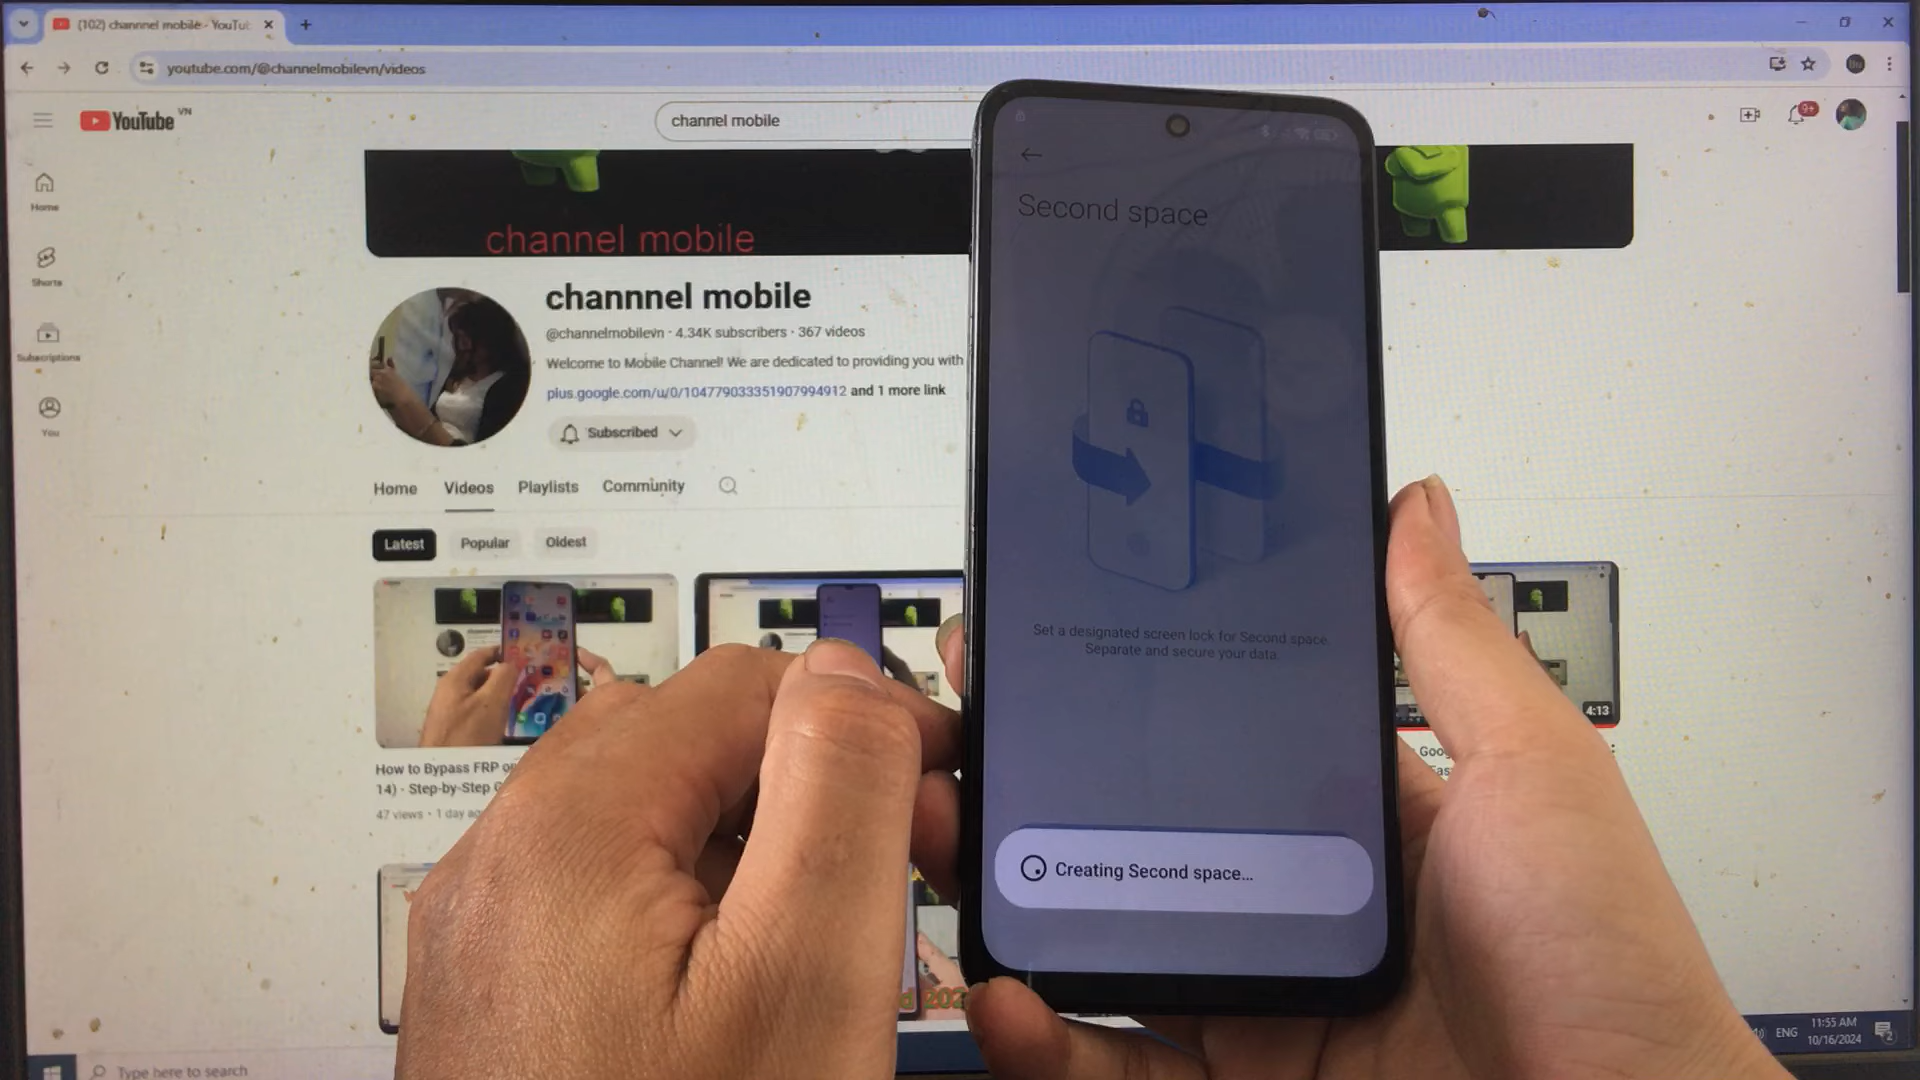 (102) channnel mobile - YouTu
youtube.com/@channelmobilevn/videos
YouTube VN
channel mobile
9+
Home
Shorts
Subscriptions
You
channel mobile
channnel mobile
@channelmobilevn · 4.34K subscribers · 367 videos
Welcome to Mobile Channel! We are dedicated to providing you with
plus.google.com/u/0/104779033351907994912 and 1 more link
Subscribed
Home Videos Playlists Community
Latest Popular Oldest
4:13
How to Bypass FRP
14) - Step-by-Step
47 views · 1 day
Goo
Second space
Set a designated screen lock for Second space.
Separate and secure your data.
Creating Second space...
d 202
Type here to search
ENG
11:55 AM
10/16/2024
2